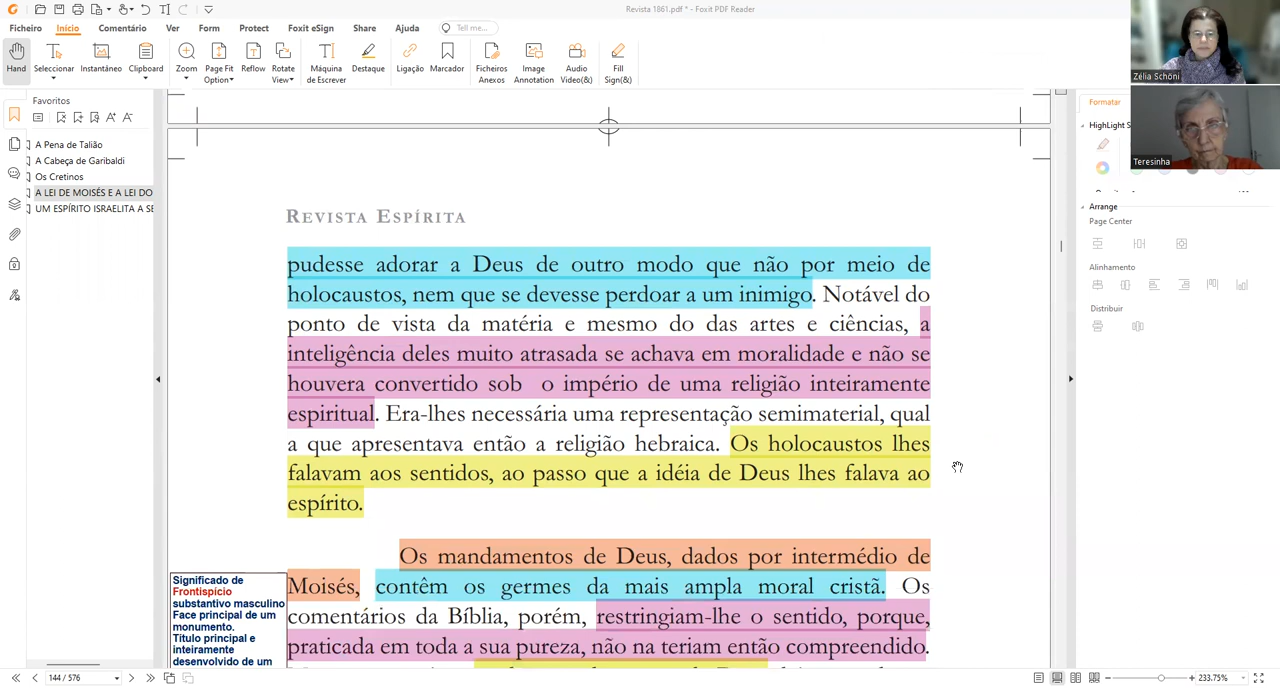 Revista 1861.pdf * - Foxit PDF Reader
Ficheiro Início Comentário Ver Form Protect Foxit eSign Share Ajuda Tell me...
Hand Seleccionar Instantâneo Clipboard Zoom Page Fit Option Reflow Rotate View Máquina de Escrever Destaque Ligação Marcador Ficheiros Anexos Image Annotation Audio Video(&) Fill Sign(&)
Zélia Schöni
Teresinha
Favoritos
A Pena de Talião
A Cabeça de Garibaldi
Os Cretinos
A LEI DE MOISÉS E A LEI DO
UM ESPÍRITO ISRAELITA A SE
REVISTA ESPÍRITA
pudesse adorar a Deus de outro modo que não por meio de
holocaustos, nem que se devesse perdoar a um inimigo. Notável do
ponto de vista da matéria e mesmo do das artes e ciências, a
inteligência deles muito atrasada se achava em moralidade e não se
houvera convertido sob o império de uma religião inteiramente
espiritual. Era-lhes necessária uma representação semimaterial, qual
a que apresentava então a religião hebraica. Os holocaustos lhes
falavam aos sentidos, ao passo que a idéia de Deus lhes falava ao
espírito.
Os mandamentos de Deus, dados por intermédio de
Moisés, contêm os germes da mais ampla moral cristã. Os
comentários da Bíblia, porém, restringiam-lhe o sentido, porque,
praticada em toda a sua pureza, não na teriam então compreendido.
Significado de
Frontispício
substantivo masculino
Face principal de um
monumento.
Título principal e
inteiramente
desenvolvido de um
Formatar
HighLight S
Arrange
Page Center
Alinhamento
Distribuir
144 / 576
233.75%